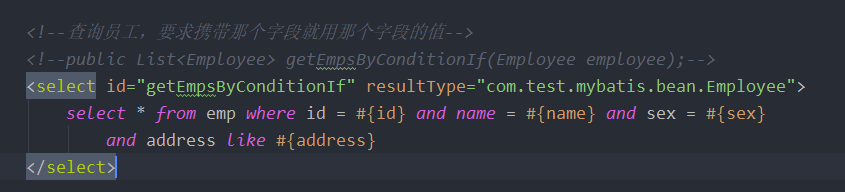 <!--查询员工，要求携带那个字段就用那个字段的值-->
<!--public List<Employee> getEmpsByConditionIf(Employee employee);-->
<select id="getEmpsByConditionIf" resultType="com.test.mybatis.bean.Employee">
select * from emp where id = #{id} and name = #{name} and sex = #{sex}
and address like #{address}
</select>